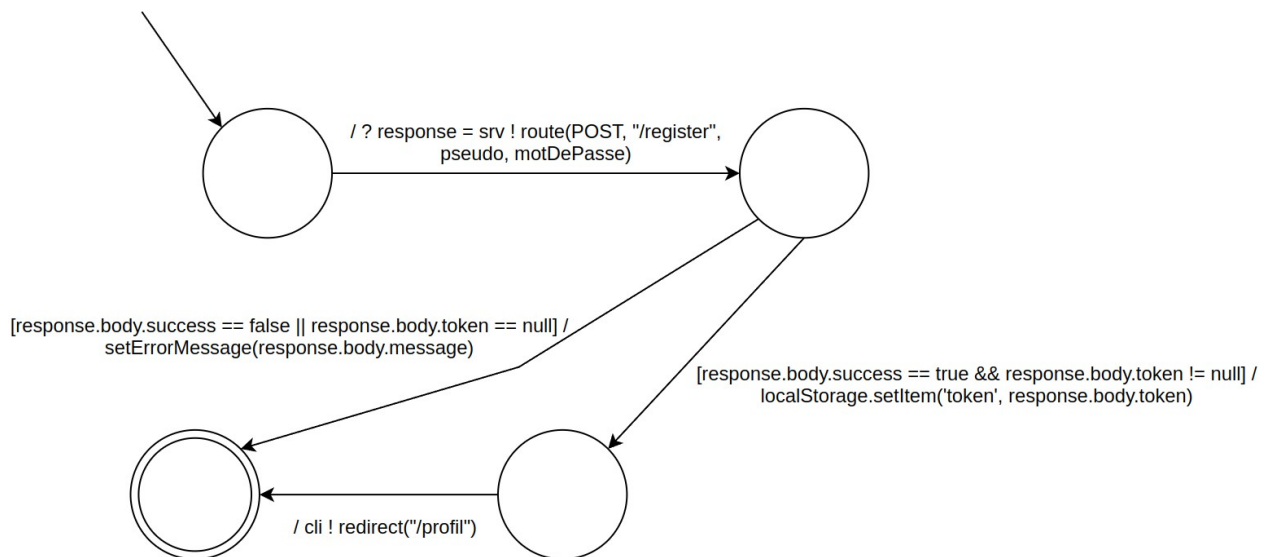 / ? response = srv ! route(POST, "/register",
pseudo, motDePasse)
[response.body.success == false || response.body.token == null] /
setErrorMessage(response.body.message)
[response.body.success == true && response.body.token != null] /
localStorage.setItem('token', response.body.token)
/ cli ! redirect("/profil")